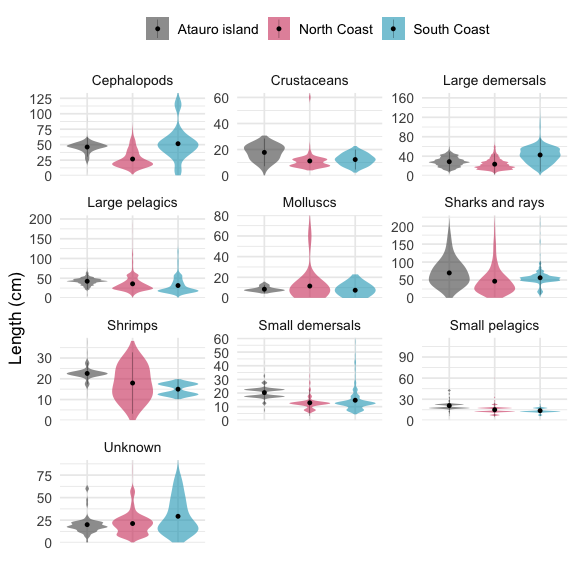 Atauro island North Coast South Coast
Cephalopods Crustaceans Large demersals
125 60 160
100 120
75 40 80
50 20 40
25
0 0 0
Large pelagics Molluscs Sharks and rays
200 80 200
150 60 150
100 40 100
50 20 50
0 0 0
Length (cm)
Shrimps Small demersals Small pelagics
30 60 90
20 50 60
10 40 30
0 30 0
20
10
0
Unknown
75
50
25
0